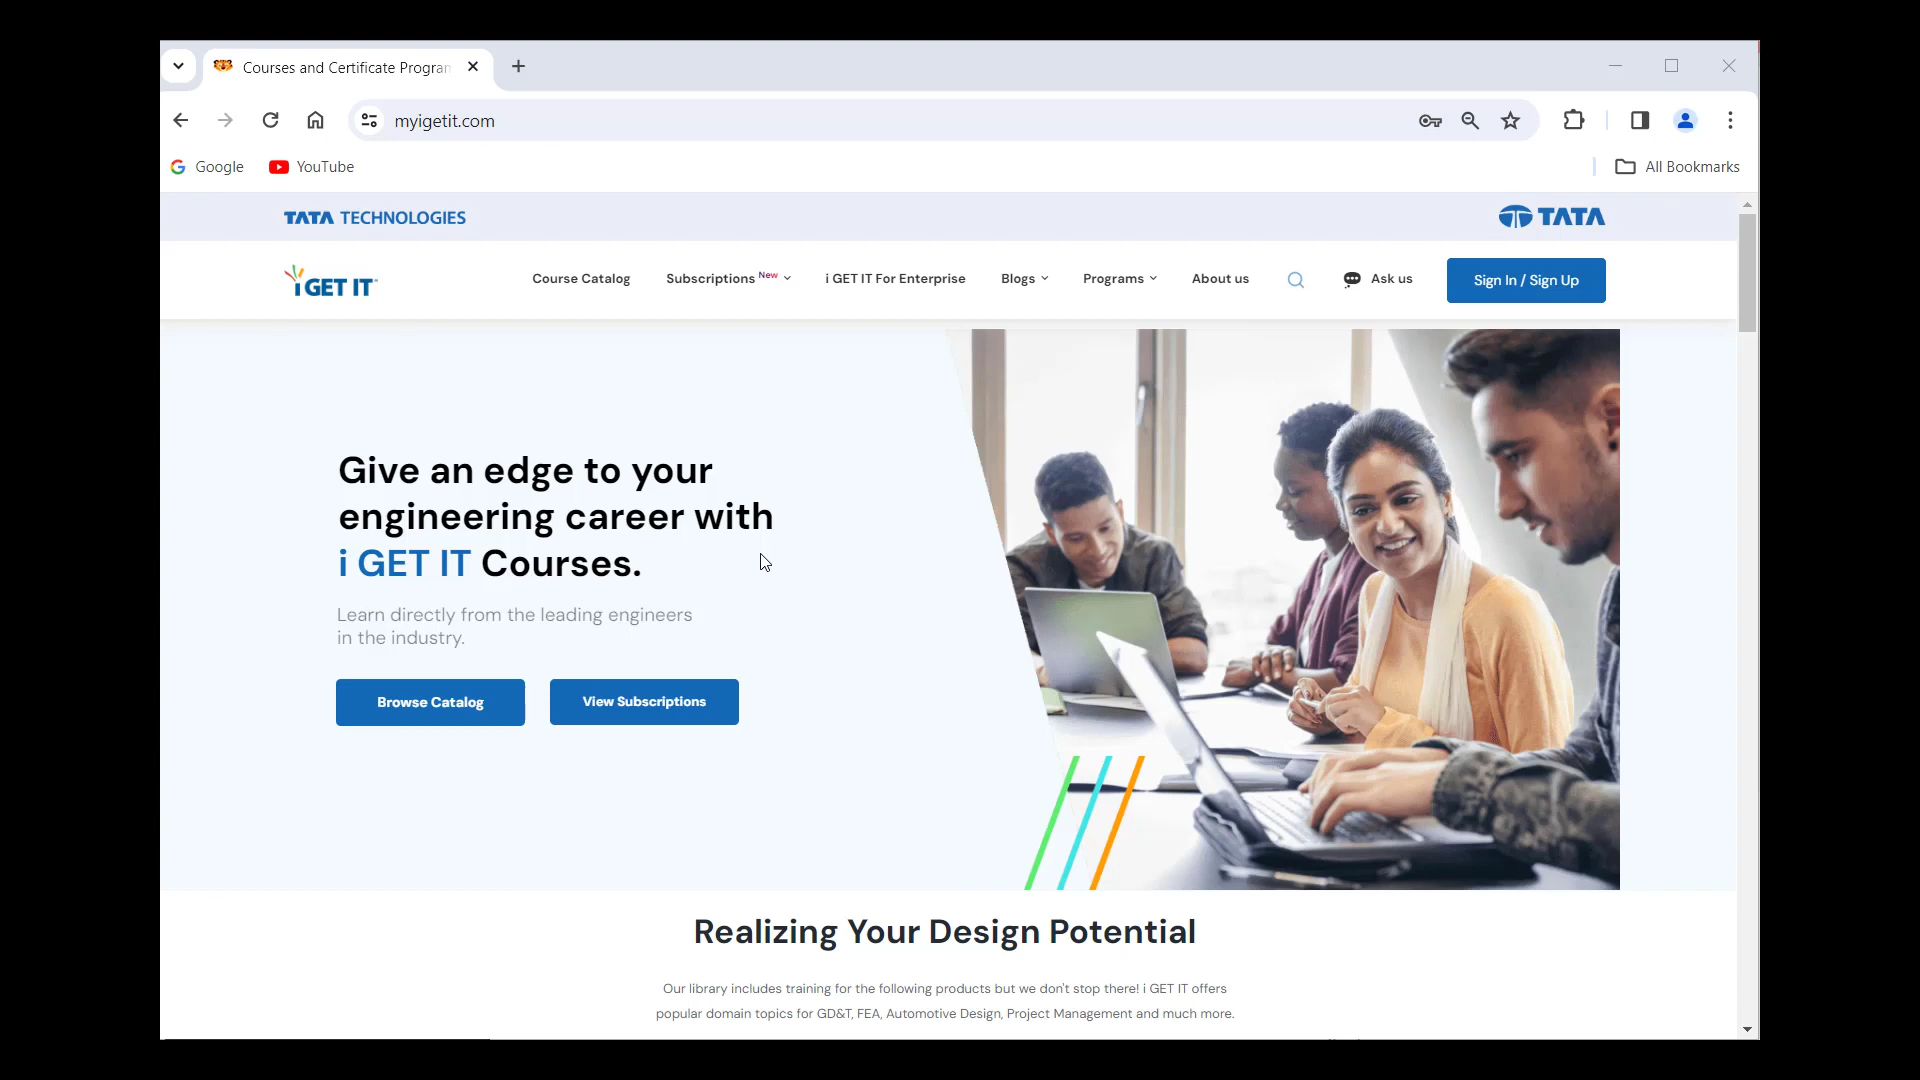 Courses and Certificate Progran
myigetit.com
Google
YouTube
All Bookmarks
TATA TECHNOLOGIES
TATA
i GET IT
Course Catalog
Subscriptions New
i GET IT For Enterprise
Blogs
Programs
About us
Ask us
Sign In / Sign Up
Give an edge to your
engineering career with
i GET IT Courses.
Learn directly from the leading engineers
in the industry.
Browse Catalog
View Subscriptions
Realizing Your Design Potential
Our library includes training for the following products but we don't stop there! i GET IT offers
popular domain topics for GD&T, FEA, Automotive Design, Project Management and much more.